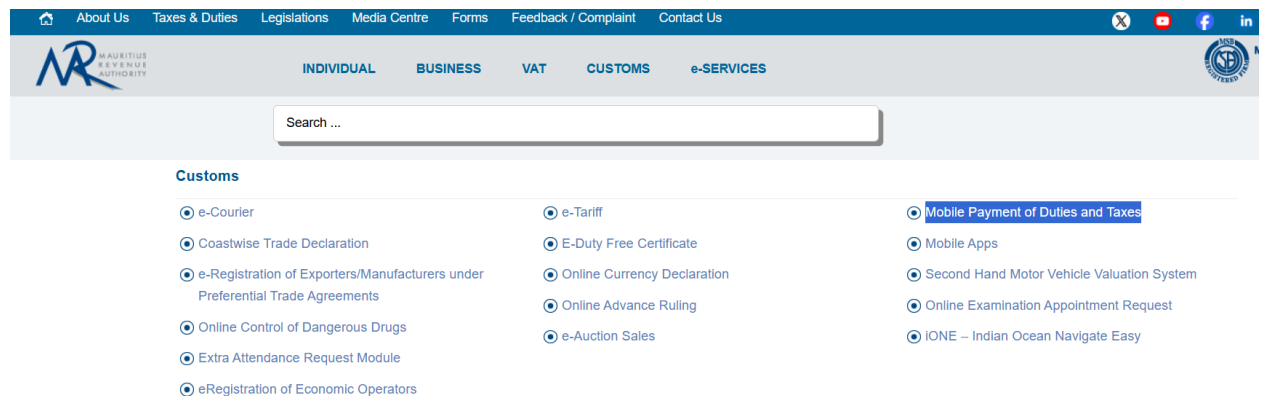 About Us Taxes & Duties Legislations Media Centre Forms Feedback / Complaint Contact Us
MAURITIUS
REVENUE
AUTHORITY
INDIVIDUAL BUSINESS VAT CUSTOMS e-SERVICES
MSB
REGISTERED FIRM
M
Search ...
Customs
e-Courier
Coastwise Trade Declaration
e-Registration of Exporters/Manufacturers under
Preferential Trade Agreements
Online Control of Dangerous Drugs
Extra Attendance Request Module
eRegistration of Economic Operators
e-Tariff
E-Duty Free Certificate
Online Currency Declaration
Online Advance Ruling
e-Auction Sales
Mobile Payment of Duties and Taxes
Mobile Apps
Second Hand Motor Vehicle Valuation System
Online Examination Appointment Request
iONE – Indian Ocean Navigate Easy